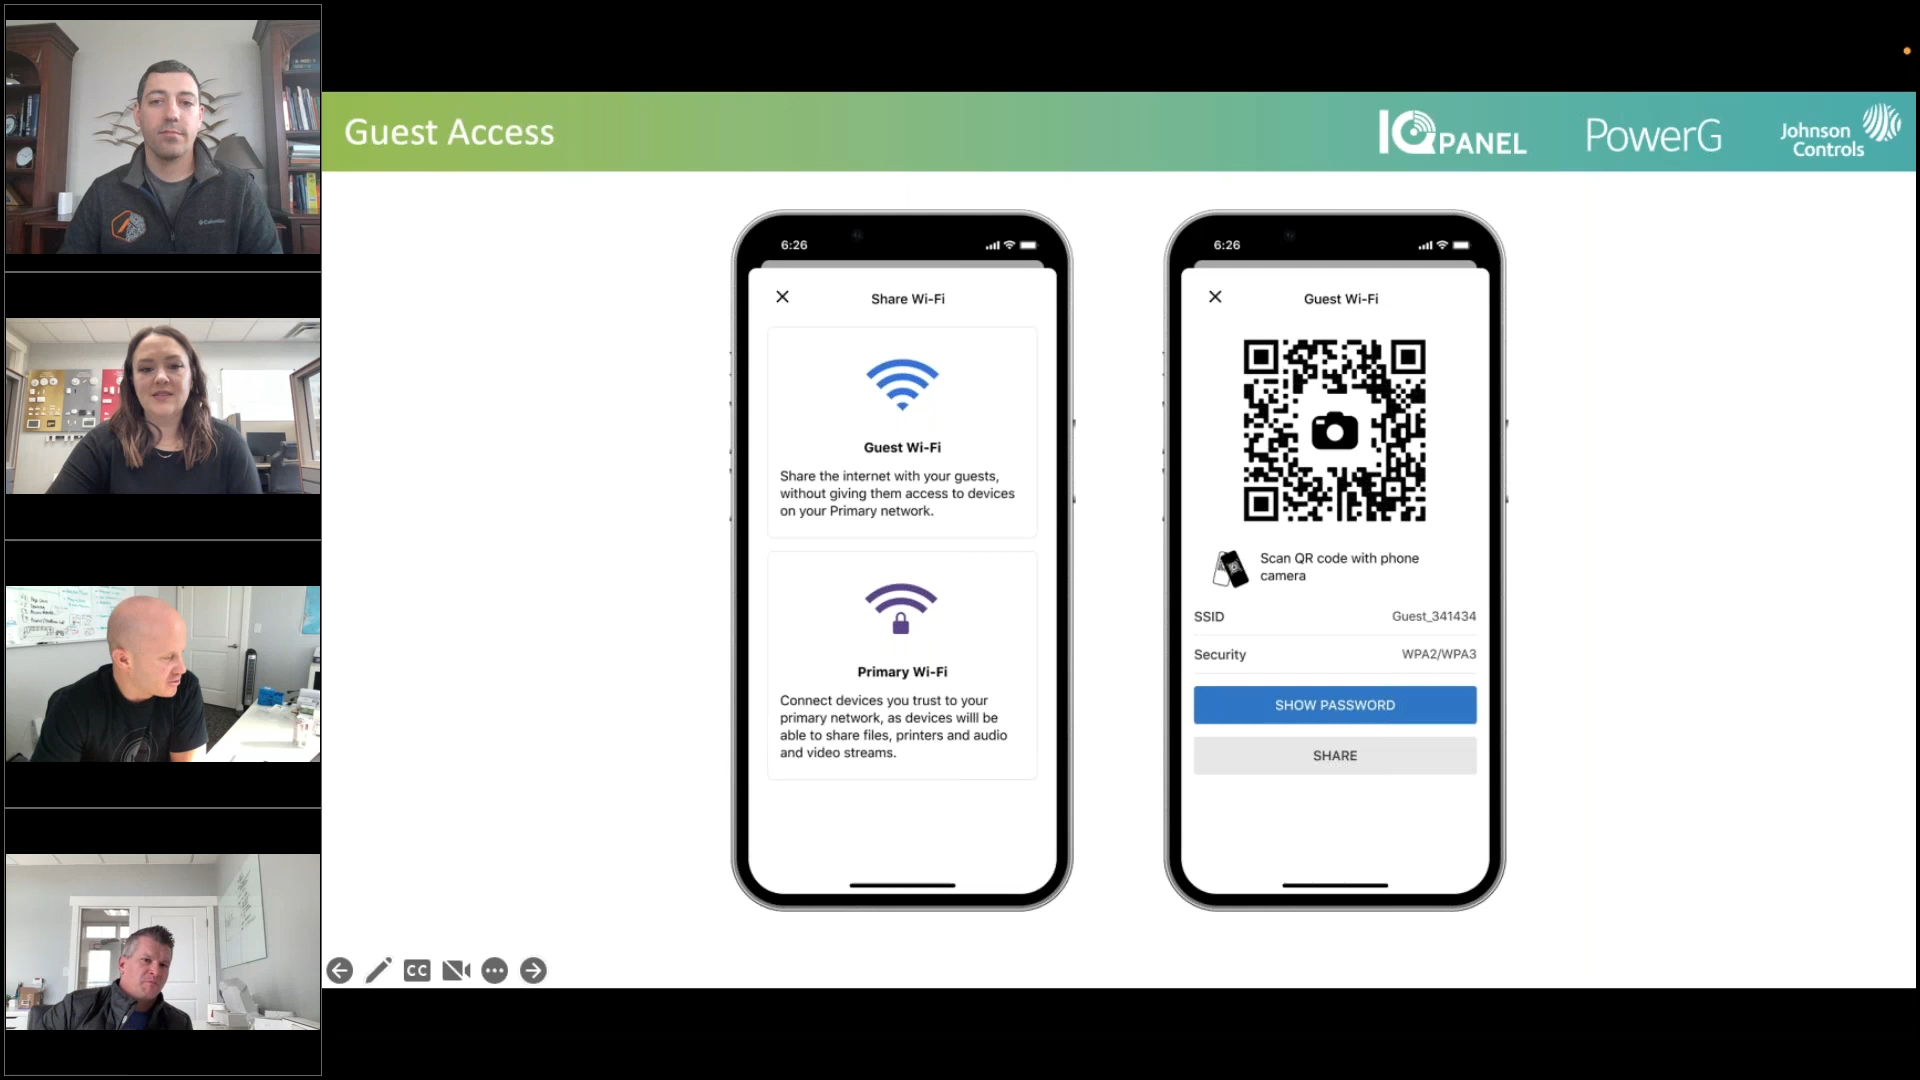 Guest Access
IQ PANEL
PowerG
Johnson
Controls
6:26
Share Wi-Fi
Guest Wi-Fi
Share the internet with your guests,
without giving them access to devices
on your Primary network.
Primary Wi-Fi
Connect devices you trust to your
primary network, as devices willl be
able to share files, printers and audio
and video streams.
6:26
Guest Wi-Fi
Scan QR code with phone
camera
SSID Guest_341434
Security WPA2/WPA3
SHOW PASSWORD
SHARE
CC
Columbia